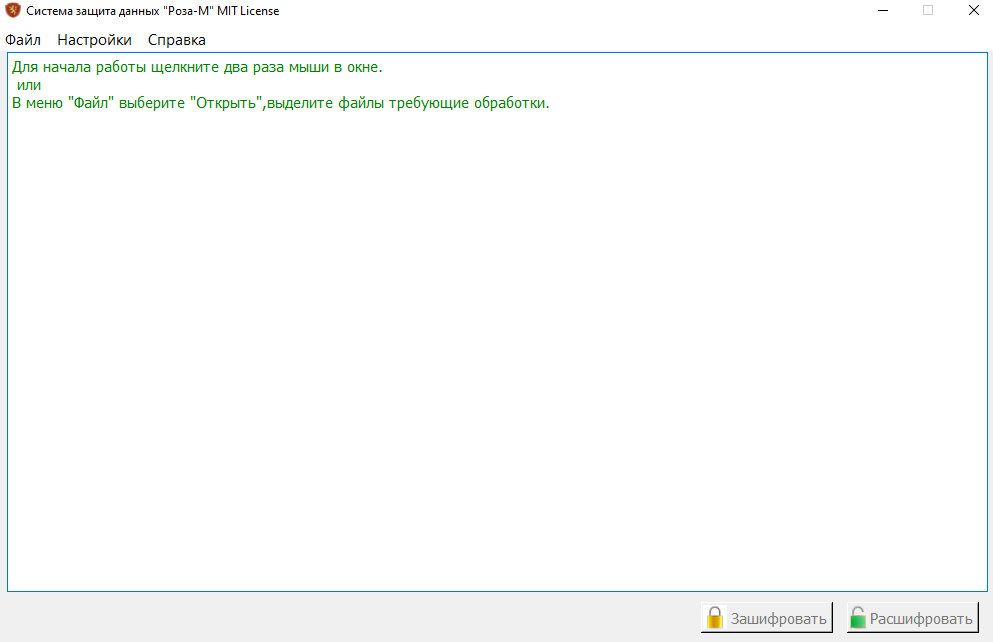 Система защита данных "Роза-М" MIT License
Файл Настройки Справка
Для начала работы щелкните два раза мыши в окне.
или
В меню "Файл" выберите "Открыть",выделите файлы требующие обработки.
Зашифровать Расшифровать